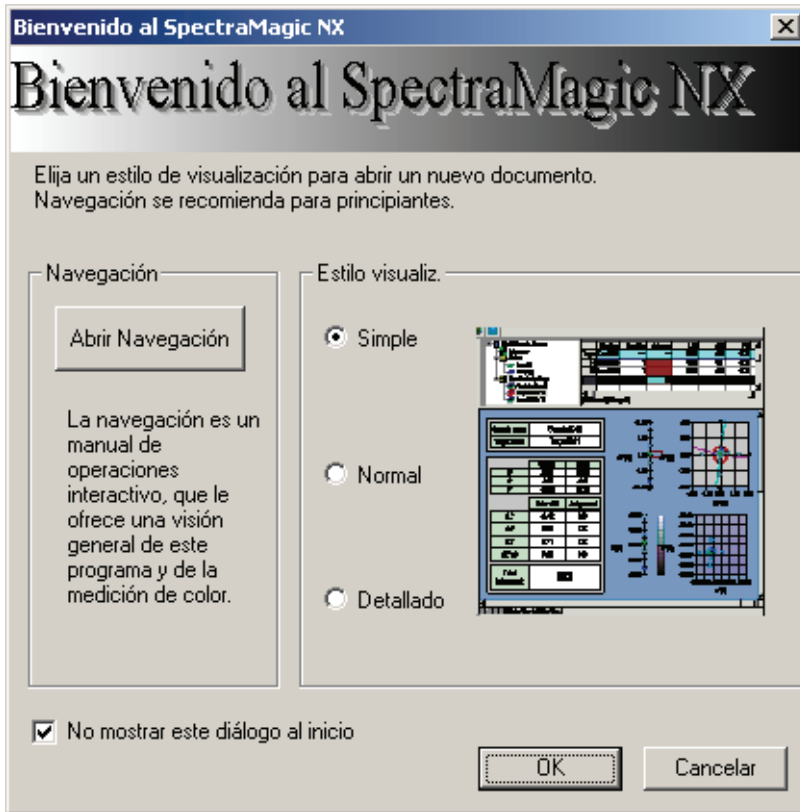 Bienvenido al SpectraMagic NX
Bienvenido al SpectraMagic NX
Elija un estilo de visualización para abrir un nuevo documento.
Navegación se recomienda para principiantes.
Navegación
Abrir Navegación
La navegación es un
manual de
operaciones
interactivo, que le
ofrece una visión
general de este
programa y de la
medición de color.
Estilo visualiz.
Simple
Normal
Detallado
No mostrar este diálogo al inicio
OK
Cancelar